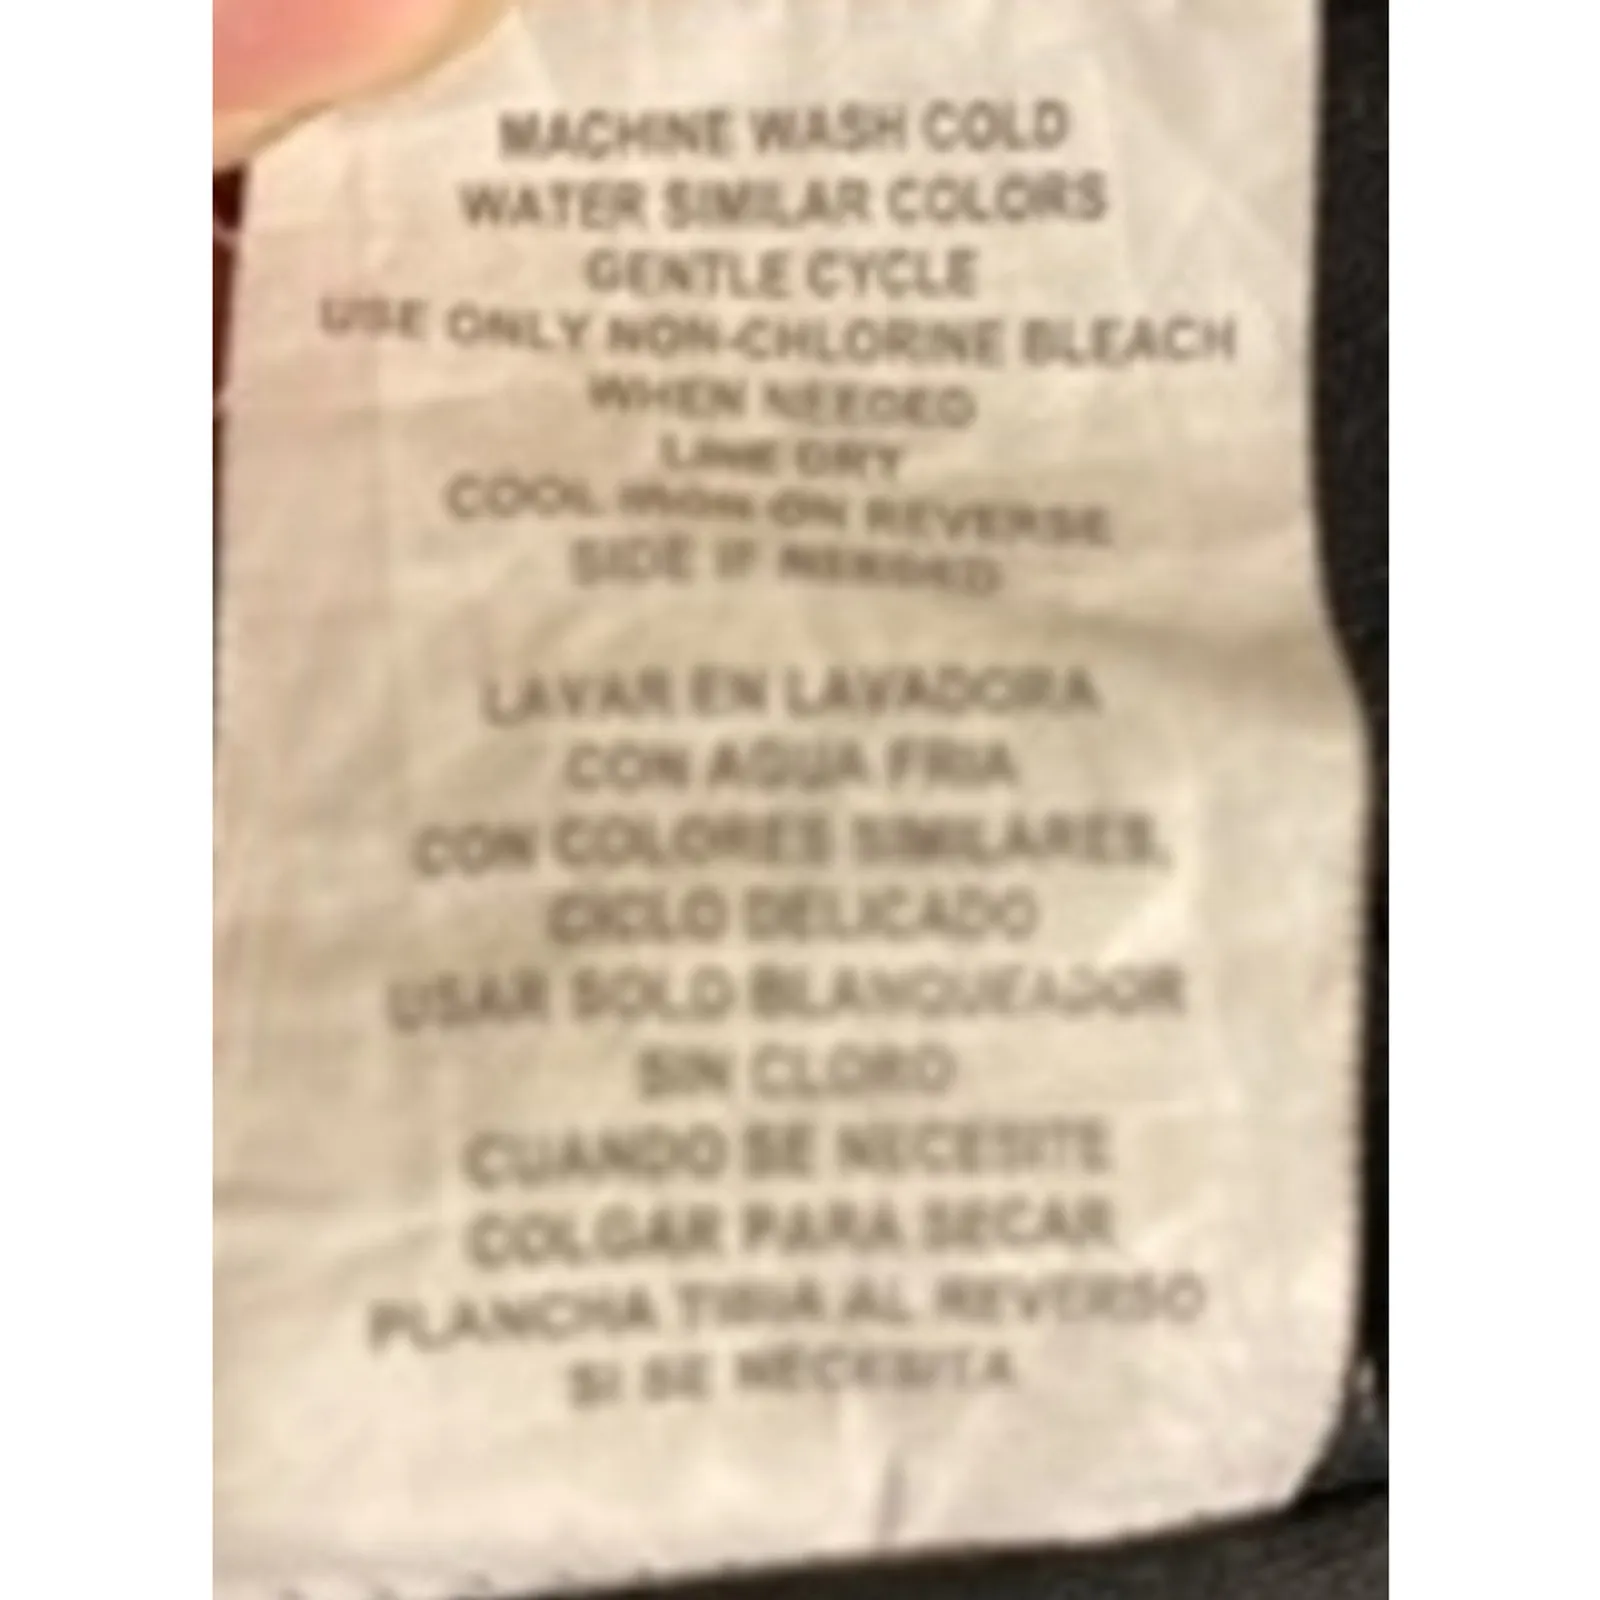 MACHINE WASH COLD
WATER SIMILAR COLORS
GENTLE CYCLE
USE ONLY NON-CHLORINE BLEACH
WHEN NEEDED
LINE DRY
COOL IRON ON REVERSE
SIDE IF NEEDED
LAVAR EN LAVADORA
CON AGUA FRIA
CON COLORES SIMILARES,
CICLO DELICADO
USAR SOLO BLANQUEADOR
SIN CLORO
CUANDO SE NECESITE
COLGAR PARA SECAR
PLANCHA TIBIA AL REVERSO
SI SE NECESITA